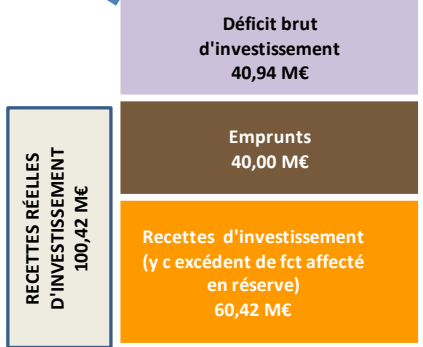 Déficit brut
d'investissement
40,94 M€
Emprunts
40,00 M€
RECETTES RÉELLES
D'INVESTISSEMENT
100,42 M€
Recettes d'investissement
(y c excédent de fct affecté
en réserve)
60,42 M€